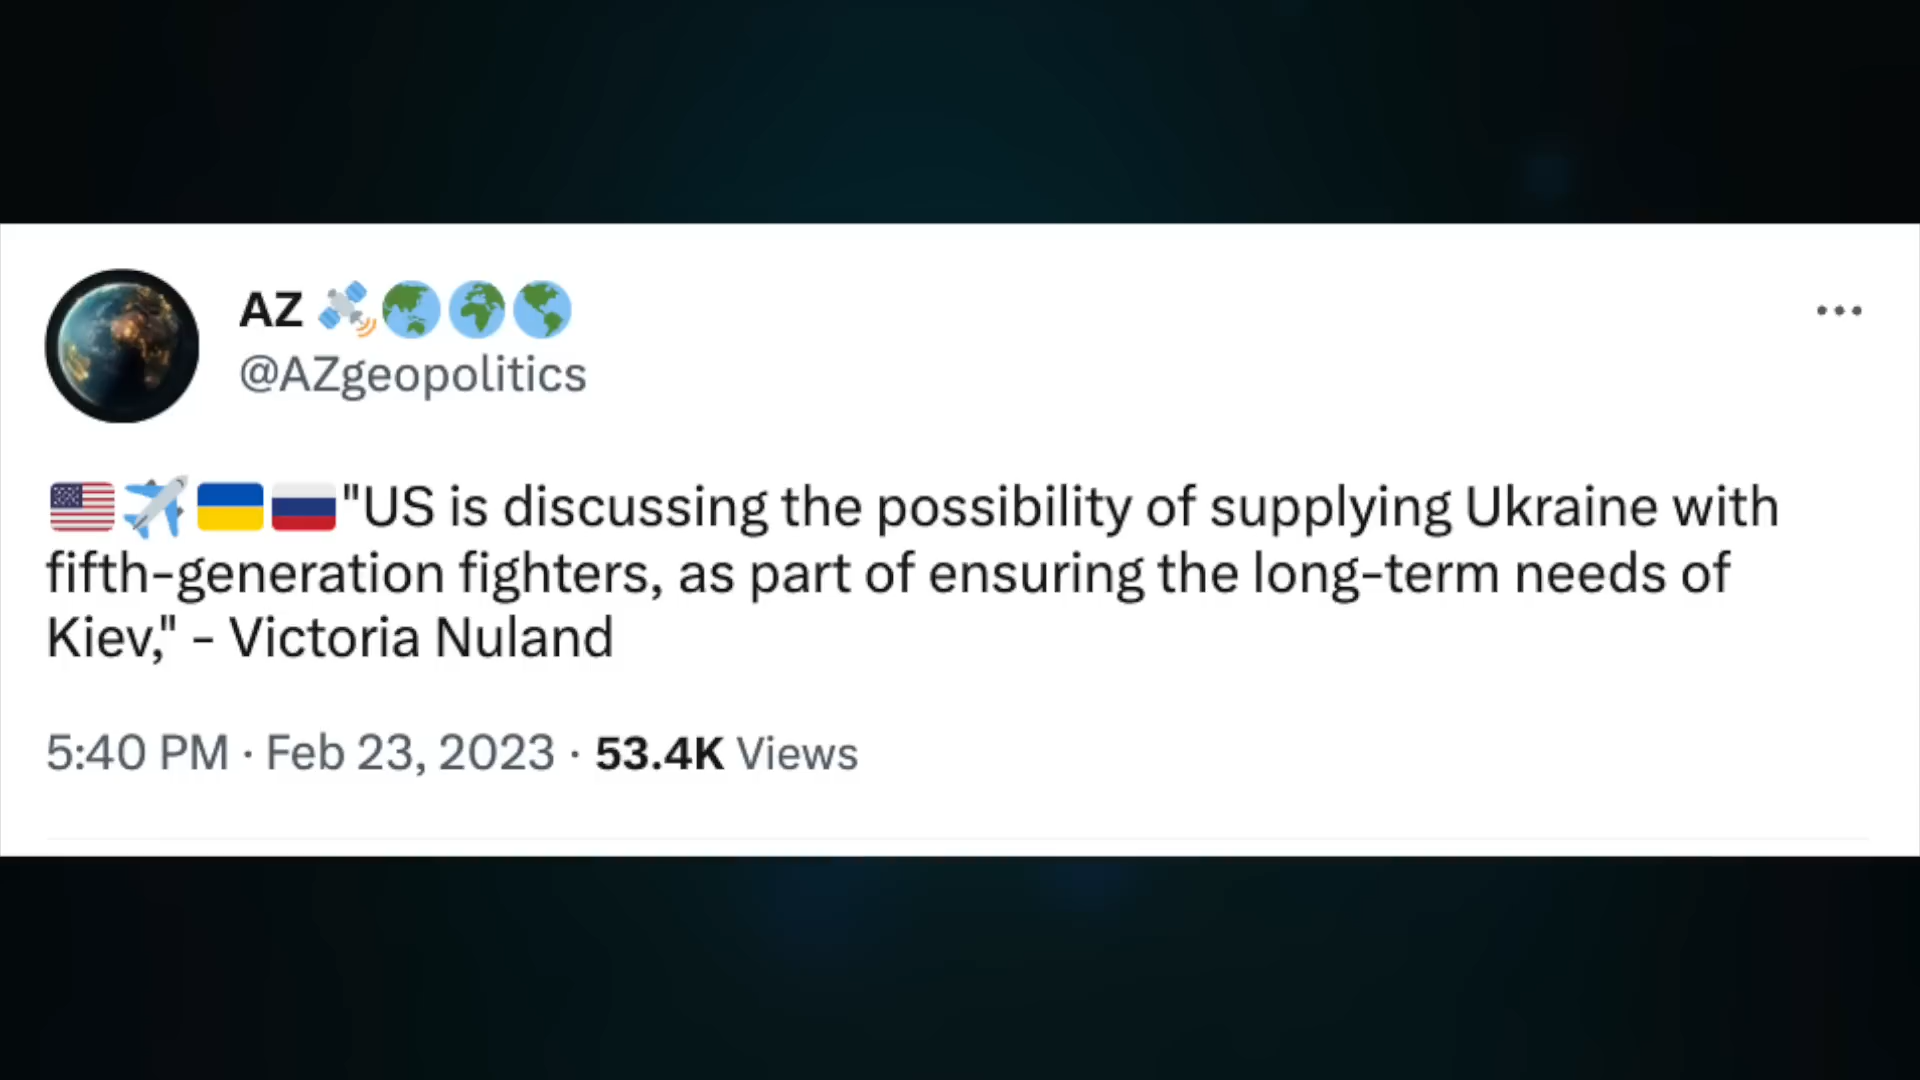 AZ 🛰️🌏🌍🌎
@AZgeopolitics
🇺🇸✈️🇺🇦🇷🇺"US is discussing the possibility of supplying Ukraine with
fifth-generation fighters, as part of ensuring the long-term needs of
Kiev," - Victoria Nuland
5:40 PM · Feb 23, 2023 · 53.4K Views